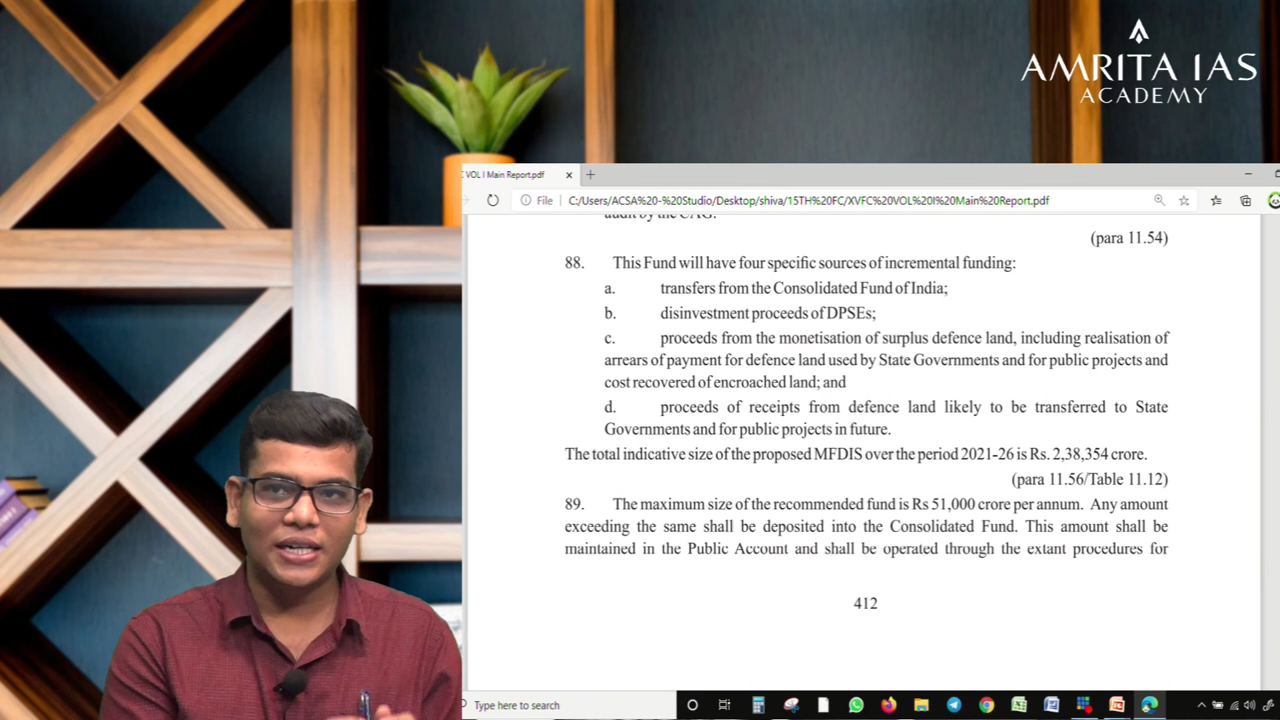 AMRITA IAS
ACADEMY
C VOL I Main Report.pdf
File
C:/Users/ACSA%20-%20Studio/Desktop/shiva/15TH%20FC/XVFC%20VOL%20I%20Main%20Report.pdf
audit by the CAG.
(para 11.54)
88. This Fund will have four specific sources of incremental funding:
a. transfers from the Consolidated Fund of India;
b. disinvestment proceeds of DPSEs;
c. proceeds from the monetisation of surplus defence land, including realisation of
arrears of payment for defence land used by State Governments and for public projects and
cost recovered of encroached land; and
d. proceeds of receipts from defence land likely to be transferred to State
Governments and for public projects in future.
The total indicative size of the proposed MFDIS over the period 2021-26 is Rs. 2,38,354 crore.
(para 11.56/Table 11.12)
89. The maximum size of the recommended fund is Rs 51,000 crore per annum. Any amount
exceeding the same shall be deposited into the Consolidated Fund. This amount shall be
maintained in the Public Account and shall be operated through the extant procedures for
412
Type here to search